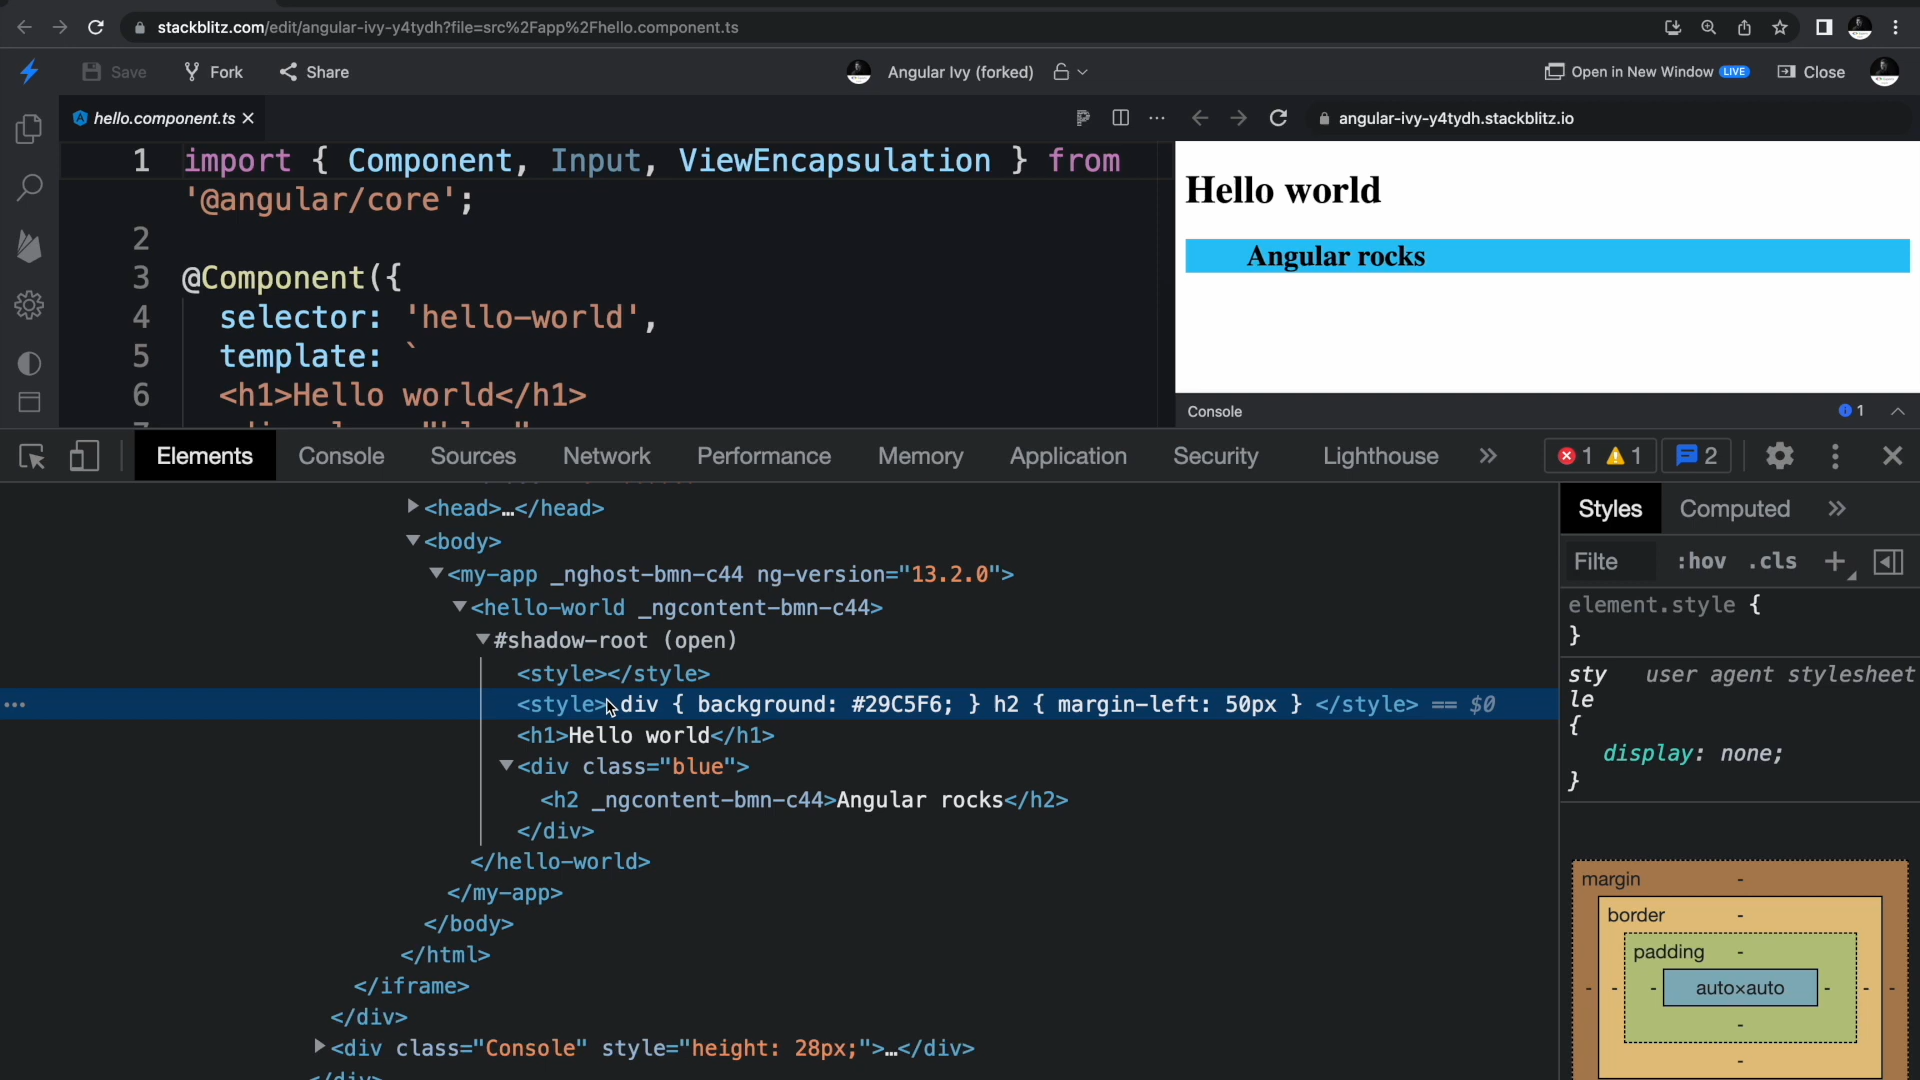 stackblitz.com/edit/angular-ivy-y4tydh?file=src%2Fapp%2Fhello.component.ts
Save Fork Share Angular Ivy (forked) Open in New Window LIVE Close
hello.component.ts angular-ivy-y4tydh.stackblitz.io
1 import { Component, Input, ViewEncapsulation } from
'@angular/core';
2
3 @Component({
4 selector: 'hello-world',
5 template: `
6 <h1>Hello world</h1>
Hello world
Angular rocks
Console 1
Elements Console Sources Network Performance Memory Application Security Lighthouse » 1 1 2
<head>…</head>
<body>
<my-app _nghost-bmn-c44 ng-version="13.2.0">
<hello-world _ngcontent-bmn-c44>
#shadow-root (open)
<style></style>
<style> div { background: #29C5F6; } h2 { margin-left: 50px } </style> == $0
<h1>Hello world</h1>
<div class="blue">
<h2 _ngcontent-bmn-c44>Angular rocks</h2>
</div>
</hello-world>
</my-app>
</body>
</html>
</iframe>
</div>
<div class="Console" style="height: 28px;">…</div>
Styles Computed »
Filte :hov .cls +
element.style {
}
sty user agent stylesheet
le
{
display: none;
}
margin -
border -
padding -
- - - auto×auto - - -
-
-